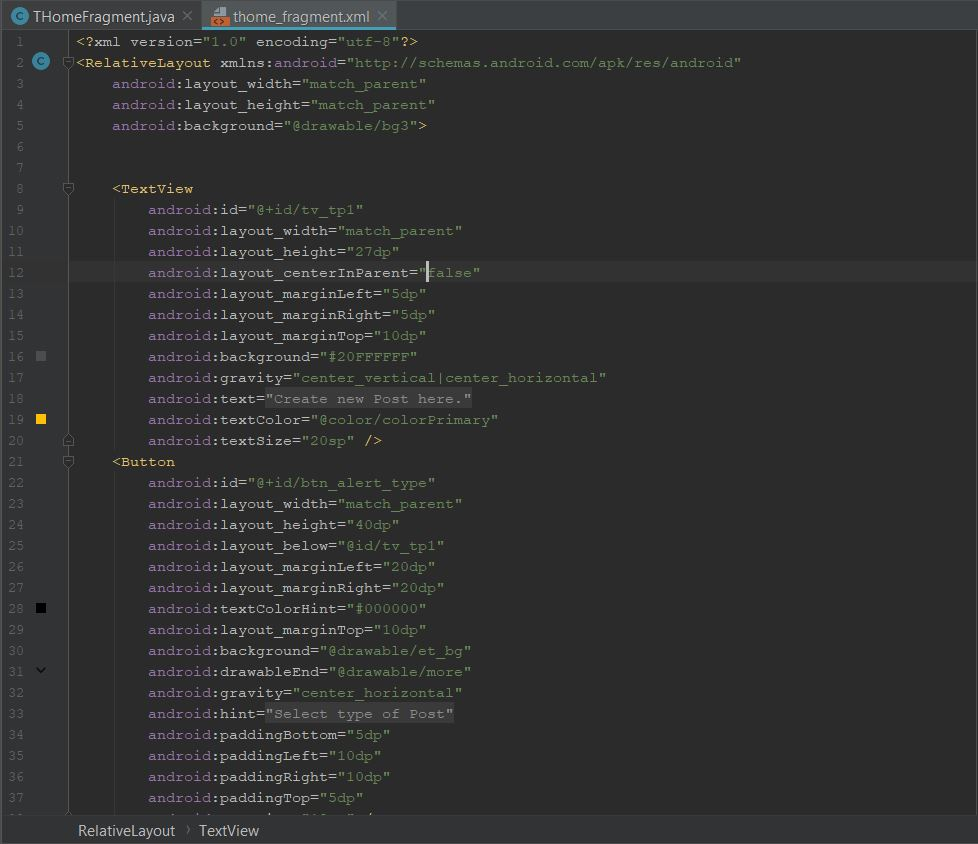 THomeFragment.java
thome_fragment.xml
1 <?xml version="1.0" encoding="utf-8"?>
2 <RelativeLayout xmlns:android="http://schemas.android.com/apk/res/android"
3 android:layout_width="match_parent"
4 android:layout_height="match_parent"
5 android:background="@drawable/bg3">
6
7
8 <TextView
9 android:id="@+id/tv_tp1"
10 android:layout_width="match_parent"
11 android:layout_height="27dp"
12 android:layout_centerInParent="false"
13 android:layout_marginLeft="5dp"
14 android:layout_marginRight="5dp"
15 android:layout_marginTop="10dp"
16 android:background="#20FFFFFF"
17 android:gravity="center_vertical|center_horizontal"
18 android:text="Create new Post here."
19 android:textColor="@color/colorPrimary"
20 android:textSize="20sp" />
21 <Button
22 android:id="@+id/btn_alert_type"
23 android:layout_width="match_parent"
24 android:layout_height="40dp"
25 android:layout_below="@id/tv_tp1"
26 android:layout_marginLeft="20dp"
27 android:layout_marginRight="20dp"
28 android:textColorHint="#000000"
29 android:layout_marginTop="10dp"
30 android:background="@drawable/et_bg"
31 android:drawableEnd="@drawable/more"
32 android:gravity="center_horizontal"
33 android:hint="Select type of Post"
34 android:paddingBottom="5dp"
35 android:paddingLeft="10dp"
36 android:paddingRight="10dp"
37 android:paddingTop="5dp"
RelativeLayout › TextView